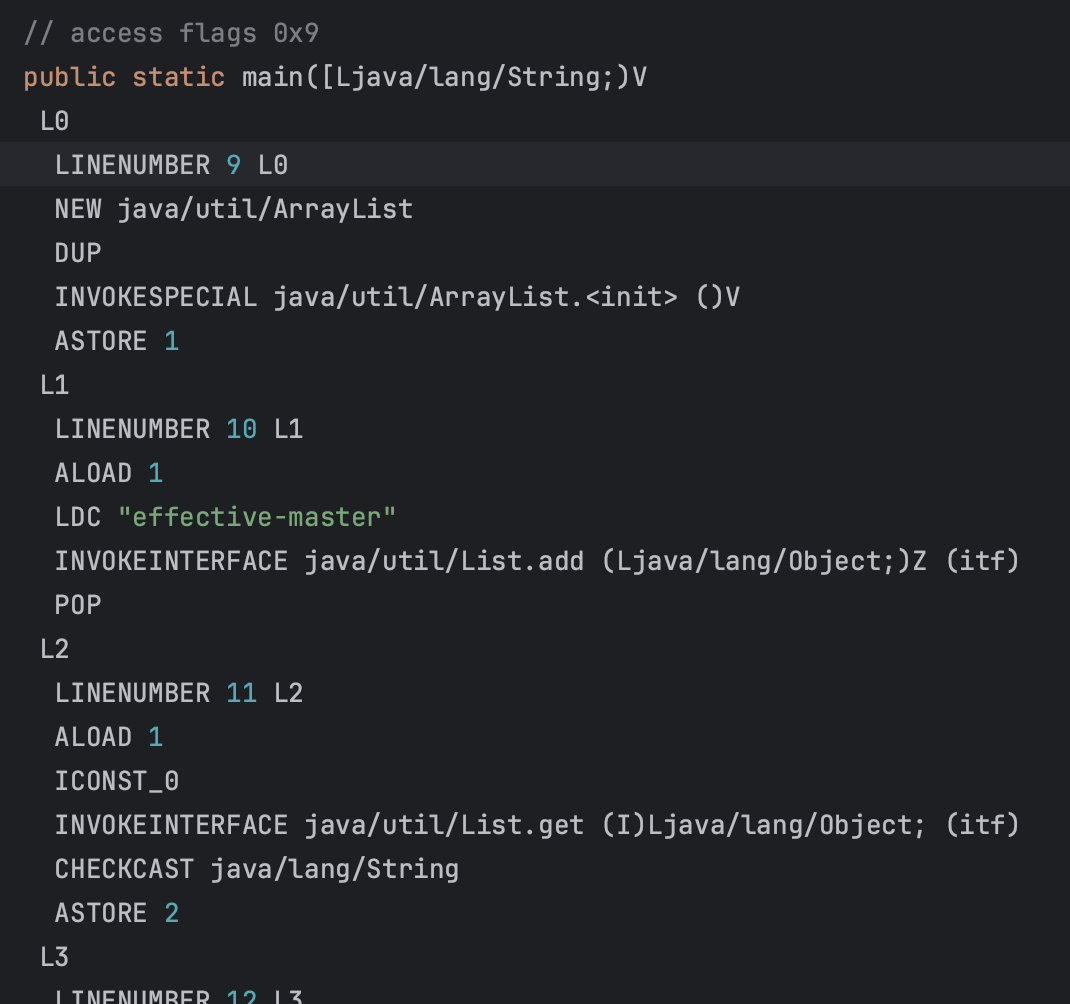 // access flags 0x9
public static main([Ljava/lang/String;)V
L0
LINENUMBER 9 L0
NEW java/util/ArrayList
DUP
INVOKESPECIAL java/util/ArrayList.<init> ()V
ASTORE 1
L1
LINENUMBER 10 L1
ALOAD 1
LDC "effective-master"
INVOKEINTERFACE java/util/List.add (Ljava/lang/Object;)Z (itf)
POP
L2
LINENUMBER 11 L2
ALOAD 1
ICONST_0
INVOKEINTERFACE java/util/List.get (I)Ljava/lang/Object; (itf)
CHECKCAST java/lang/String
ASTORE 2
L3
LINENUMBER 12 L3